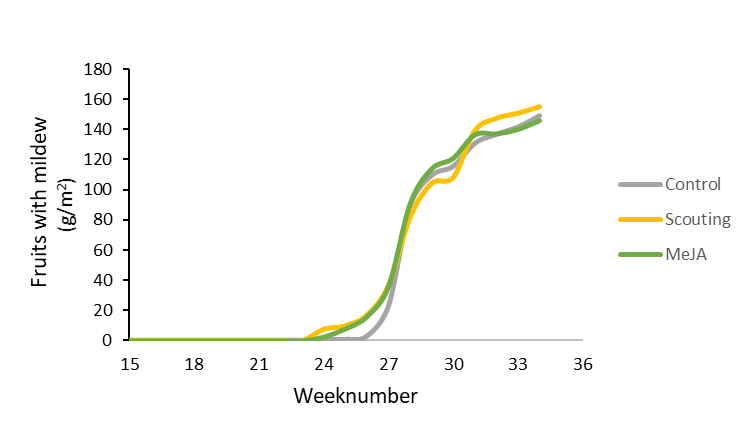 180
160
140
120
100
80
60
40
20
0
Fruits with mildew
(g/m²)
15 18 21 24 27 30 33 36
Weeknumber
Control
Scouting
MeJA